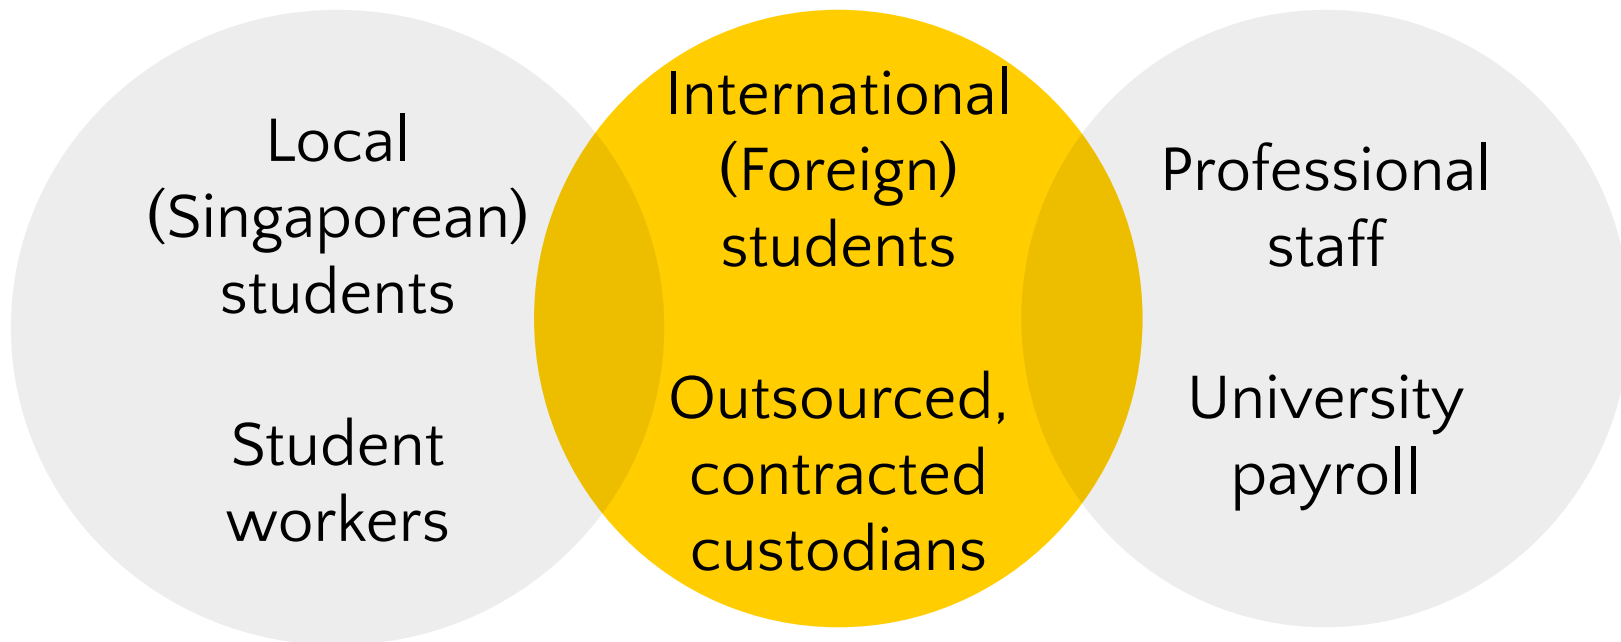 Local
(Singaporean)
students
Student
workers
International
(Foreign)
students
Outsourced,
contracted
custodians
Professional
staff
University
payroll